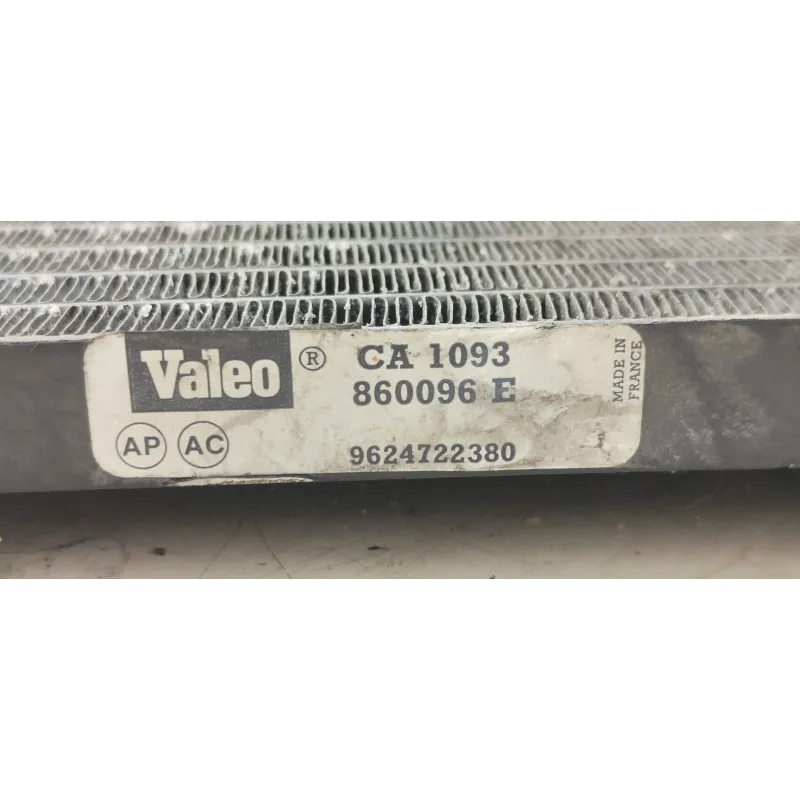 Valeo ® CA 1093
860096 E
AP AC 9624722380
MADE IN
FRANCE